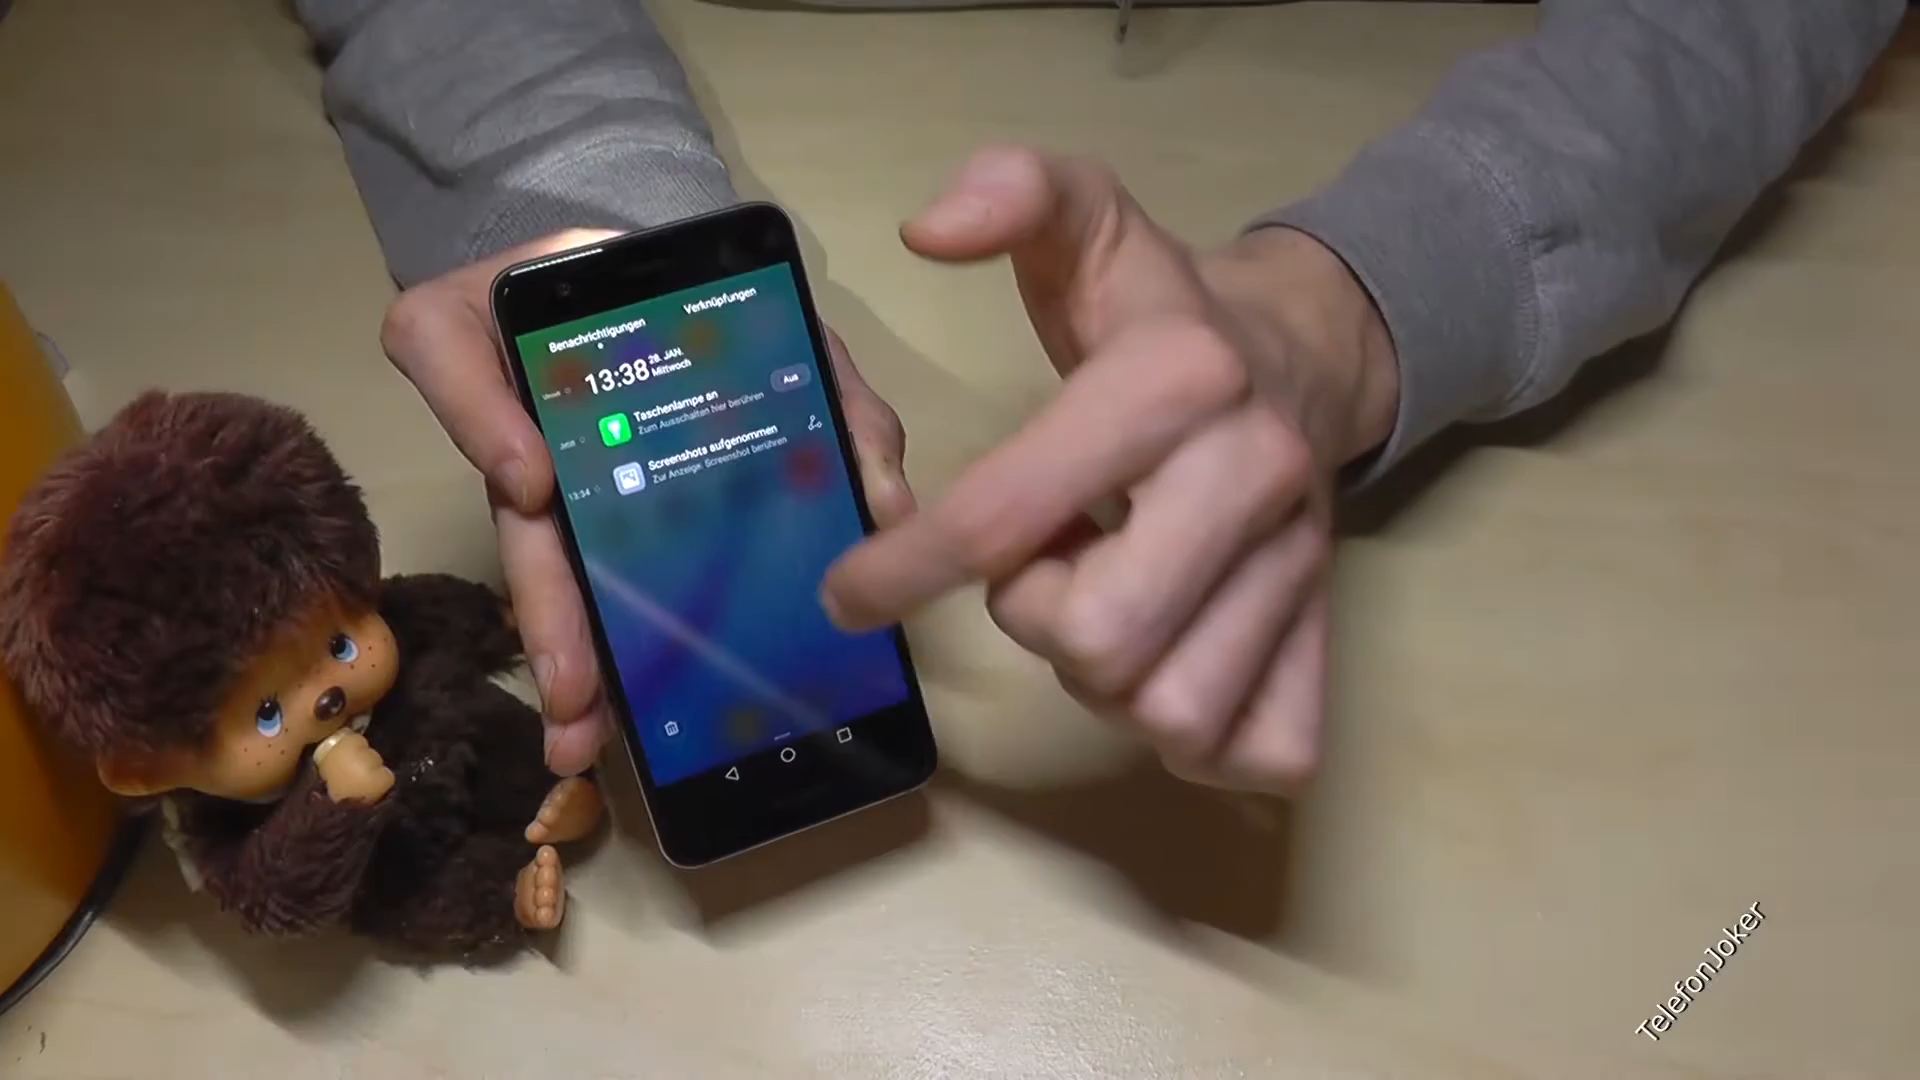 Verknüpfungen
Benachrichtigungen
13:38
28. JAN.
Mittwoch
Taschenlampe an
Zum Ausschalten hier berühren
Aus
Jetzt
Screenshots aufgenommen
Zur Anzeige: Screenshot berühren
13:34
TelefonJoker